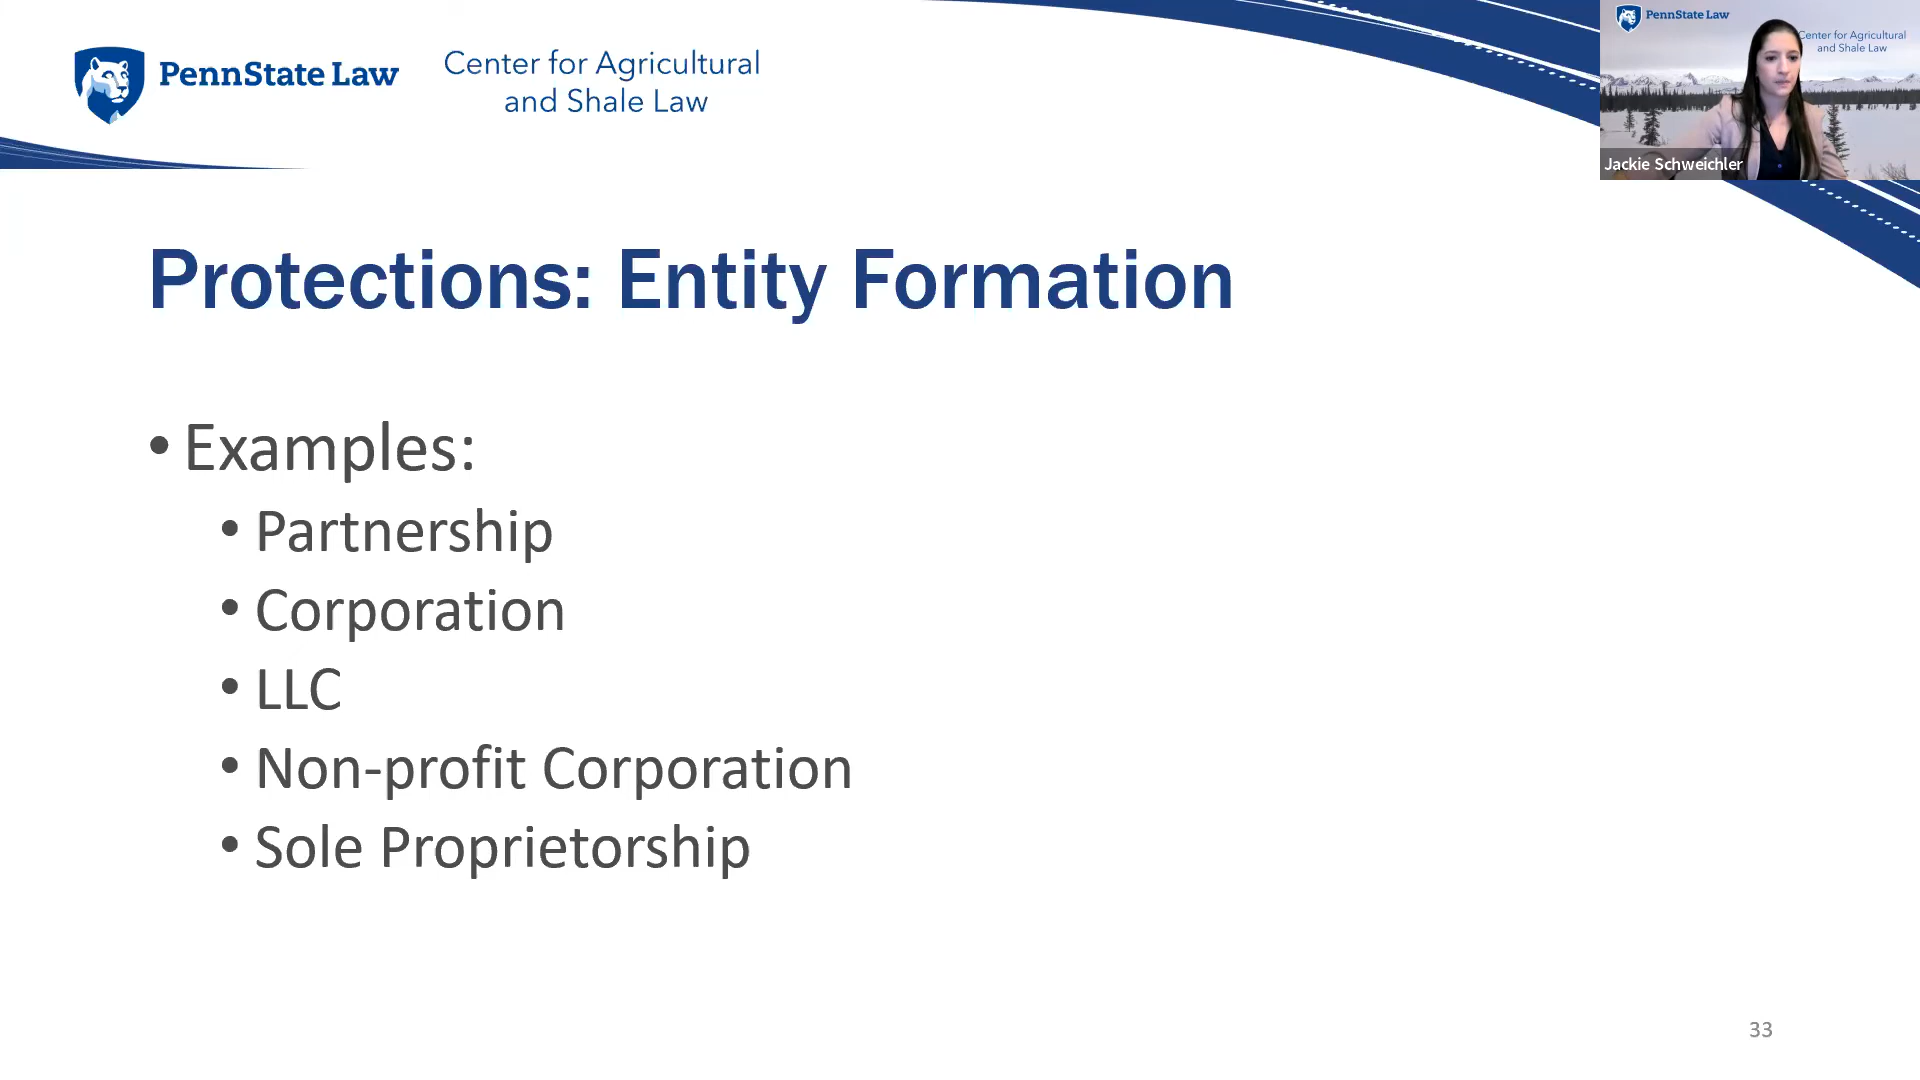 PennState Law
Center for Agricultural
and Shale Law
PennState Law
Center for Agricultural
and Shale Law
Jackie Schweichler
Protections: Entity Formation
• Examples:
• Partnership
• Corporation
• LLC
• Non-profit Corporation
• Sole Proprietorship
33